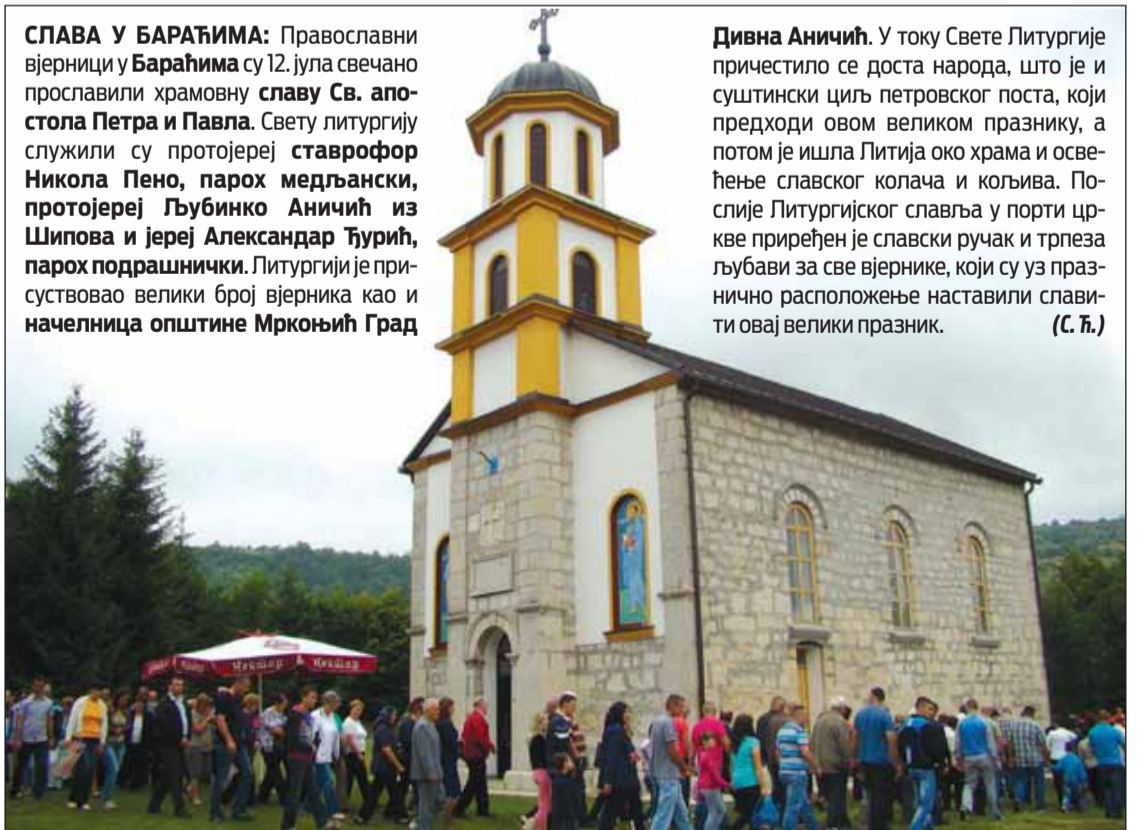 СЛАВА У БАРАЋИМА: Православни
вјерници у Бараћима су 12. јула свечано
прославили храмовну славу Св. апо-
стола Петра и Павла. Свету литургију
служили су протојереј ставрофор
Никола Пено, парох медљански,
протојереј Љубинко Аничић из
Шипова и јереј Александар Ђурић,
парох подрашнички. Литургији је при-
суствовао велики број вјерника као и
начелница општине Мркоњић Град
Дивна Аничић. У току Свете Литургије
причестило се доста народа, што је и
суштински циљ петровског поста, који
предходи овом великом празнику, а
потом је ишла Литија око храма и осве-
ћење славског колача и кољива. По-
слије Литургијског славља у порти цр-
кве приређен је славски ручак и трпеза
љубави за све вјернике, који су уз праз-
нично расположење наставили слави-
ти овај велики празник. (С. Ћ.)
Нектар Нектар